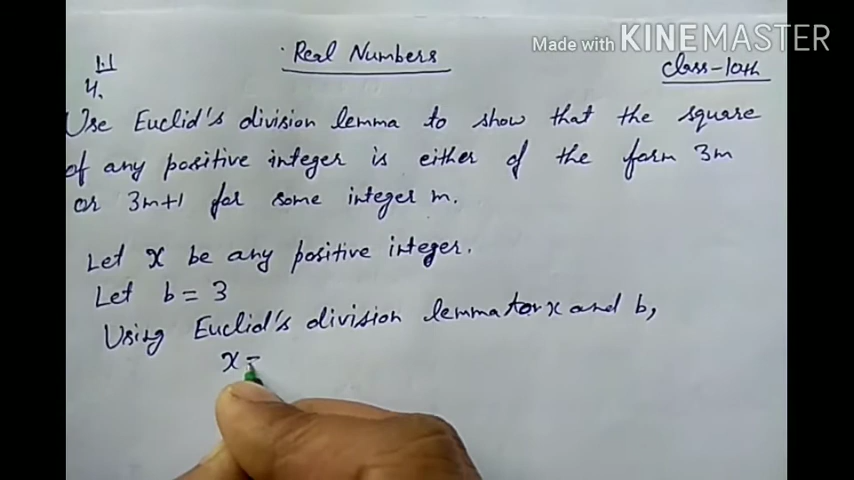 Made with KINEMASTER
1.1
Real Numbers
Class-10th
4.
Use Euclid's division lemma to show that the square
of any positive integer is either of the form 3m
or 3m+1 for some integer m.
Let x be any positive integer.
Let b = 3
Using Euclid's division lemma for x and b,
x=